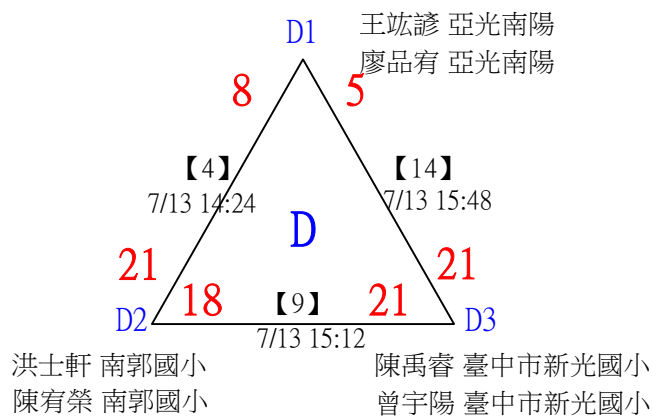 D1
王竑諺 亞光南陽
廖品宥 亞光南陽
8
5
【4】
7/13 14:24
【14】
7/13 15:48
D
21
21
18
【9】
21
D2
7/13 15:12
D3
洪士軒 南郭國小
陳宥榮 南郭國小
陳禹睿 臺中市新光國小
曾宇陽 臺中市新光國小